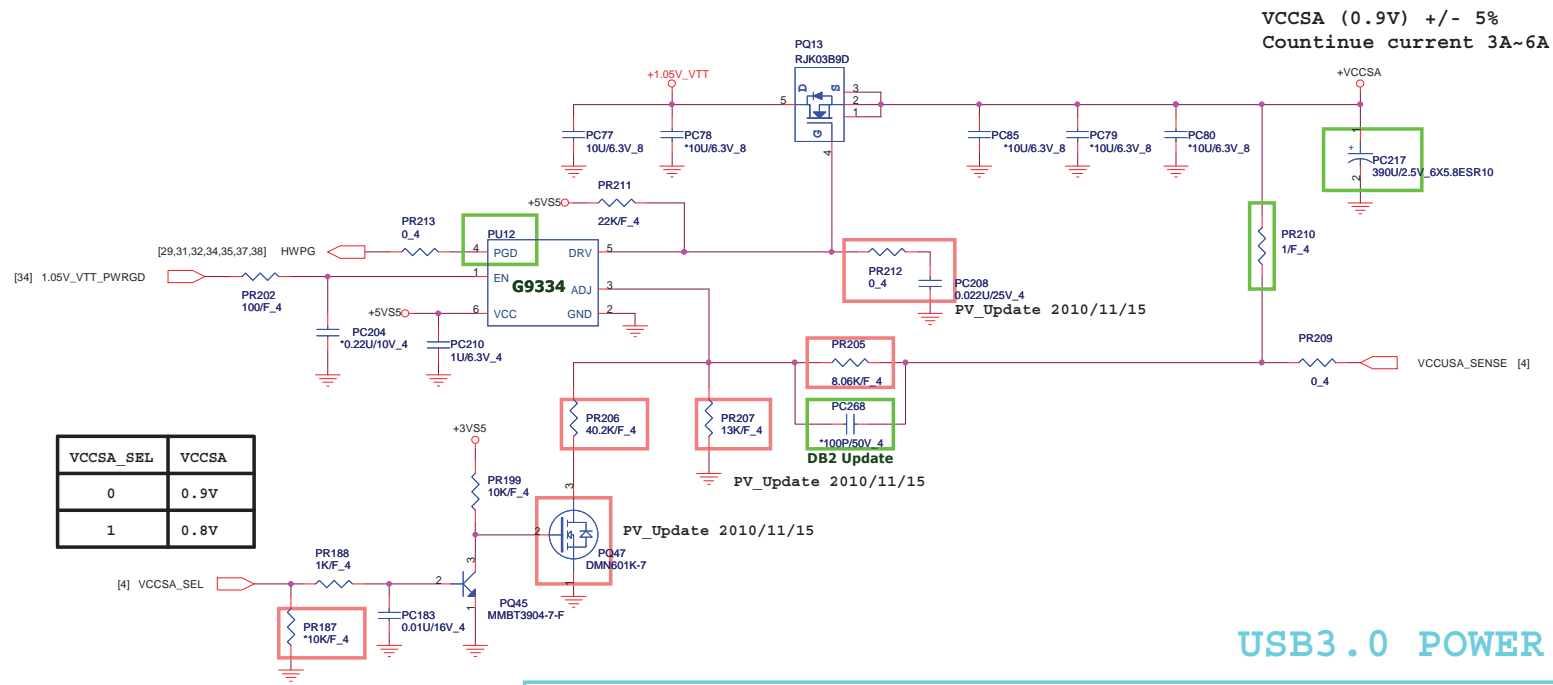 VCCSA (0.9V) +/- 5%
Countinue current 3A~6A
PQ13
RJK03B9D
+1.05V_VTT
+VCCSA
D
S
G
5
3
2
1
4
PC77
10U/6.3V_8
PC78
*10U/6.3V_8
PC85
*10U/6.3V_8
PC79
*10U/6.3V_8
PC80
*10U/6.3V_8
1
+
2
PC217
390U/2.5V_6X5.8ESR10
PR211
+5VS5
22K/F_4
PR213
0_4
PU12
[29,31,32,34,35,37,38] HWPG
4
PGD
DRV
5
PR210
1/F_4
[34] 1.05V_VTT_PWRGD
1
EN
G9334
ADJ
3
PR202
100/F_4
PR212
0_4
PC208
0.022U/25V_4
PV_Update 2010/11/15
+5VS5
6
VCC
GND
2
PC204
*0.22U/10V_4
PC210
1U/6.3V_4
PR205
8.06K/F_4
PR209
0_4
VCCUSA_SENSE [4]
PC268
*100P/50V_4
DB2 Update
PR206
40.2K/F_4
PR207
13K/F_4
PV_Update 2010/11/15
+3VS5
VCCSA_SEL VCCSA
0 0.9V
1 0.8V
PR199
10K/F_4
3
2
1
PV_Update 2010/11/15
PQ47
DMN601K-7
PR188
1K/F_4
[4] VCCSA_SEL
2
3
1
PQ45
MMBT3904-7-F
PC183
0.01U/16V_4
PR187
*10K/F_4
USB3.0 POWER